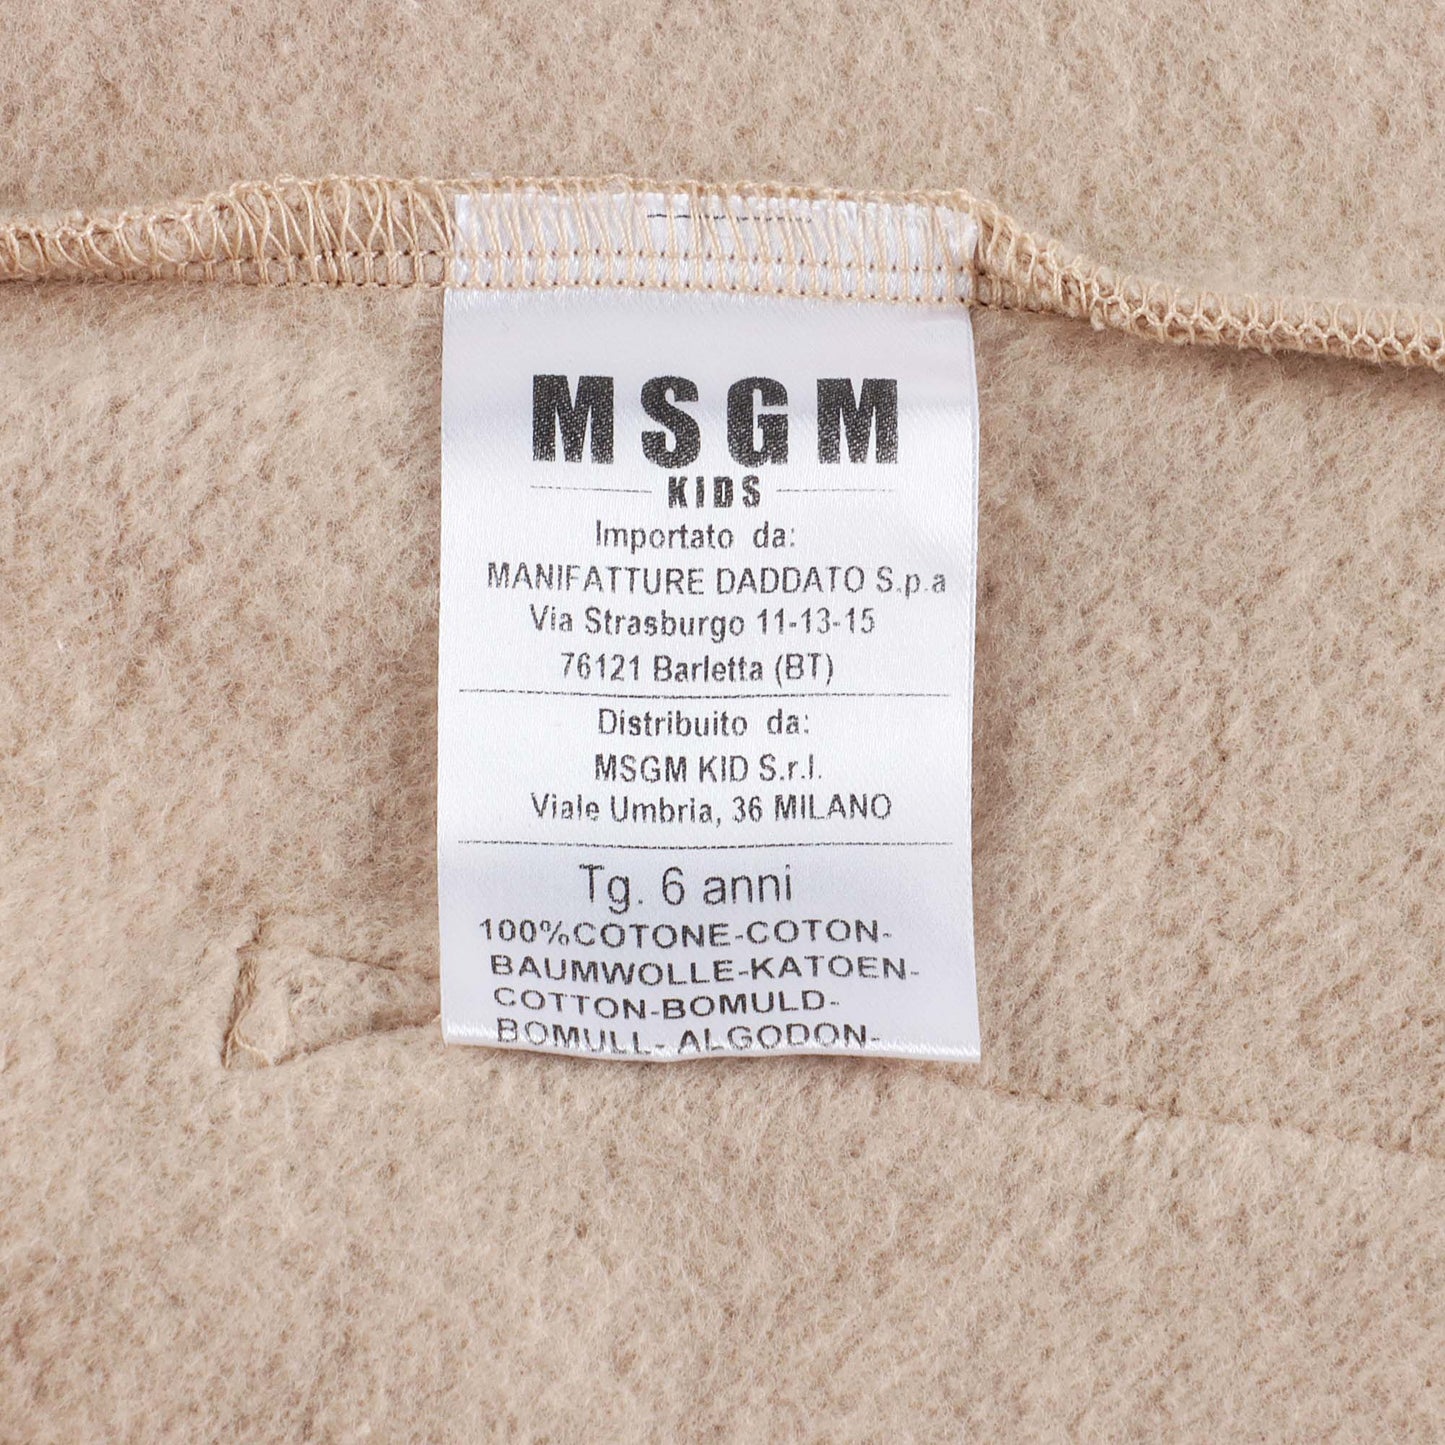 MSGM
KIDS
Importato da:
MANIFATTURE DADDATO S.p.a
Via Strasburgo 11-13-15
76121 Barletta (BT)
Distribuito da:
MSGM KID S.r.l.
Viale Umbria, 36 MILANO
Tg. 6 anni
100%COTONE-COTON-
BAUMWOLLE-KATOEN-
COTTON-BOMULD-
BOMULL- ALGODON-